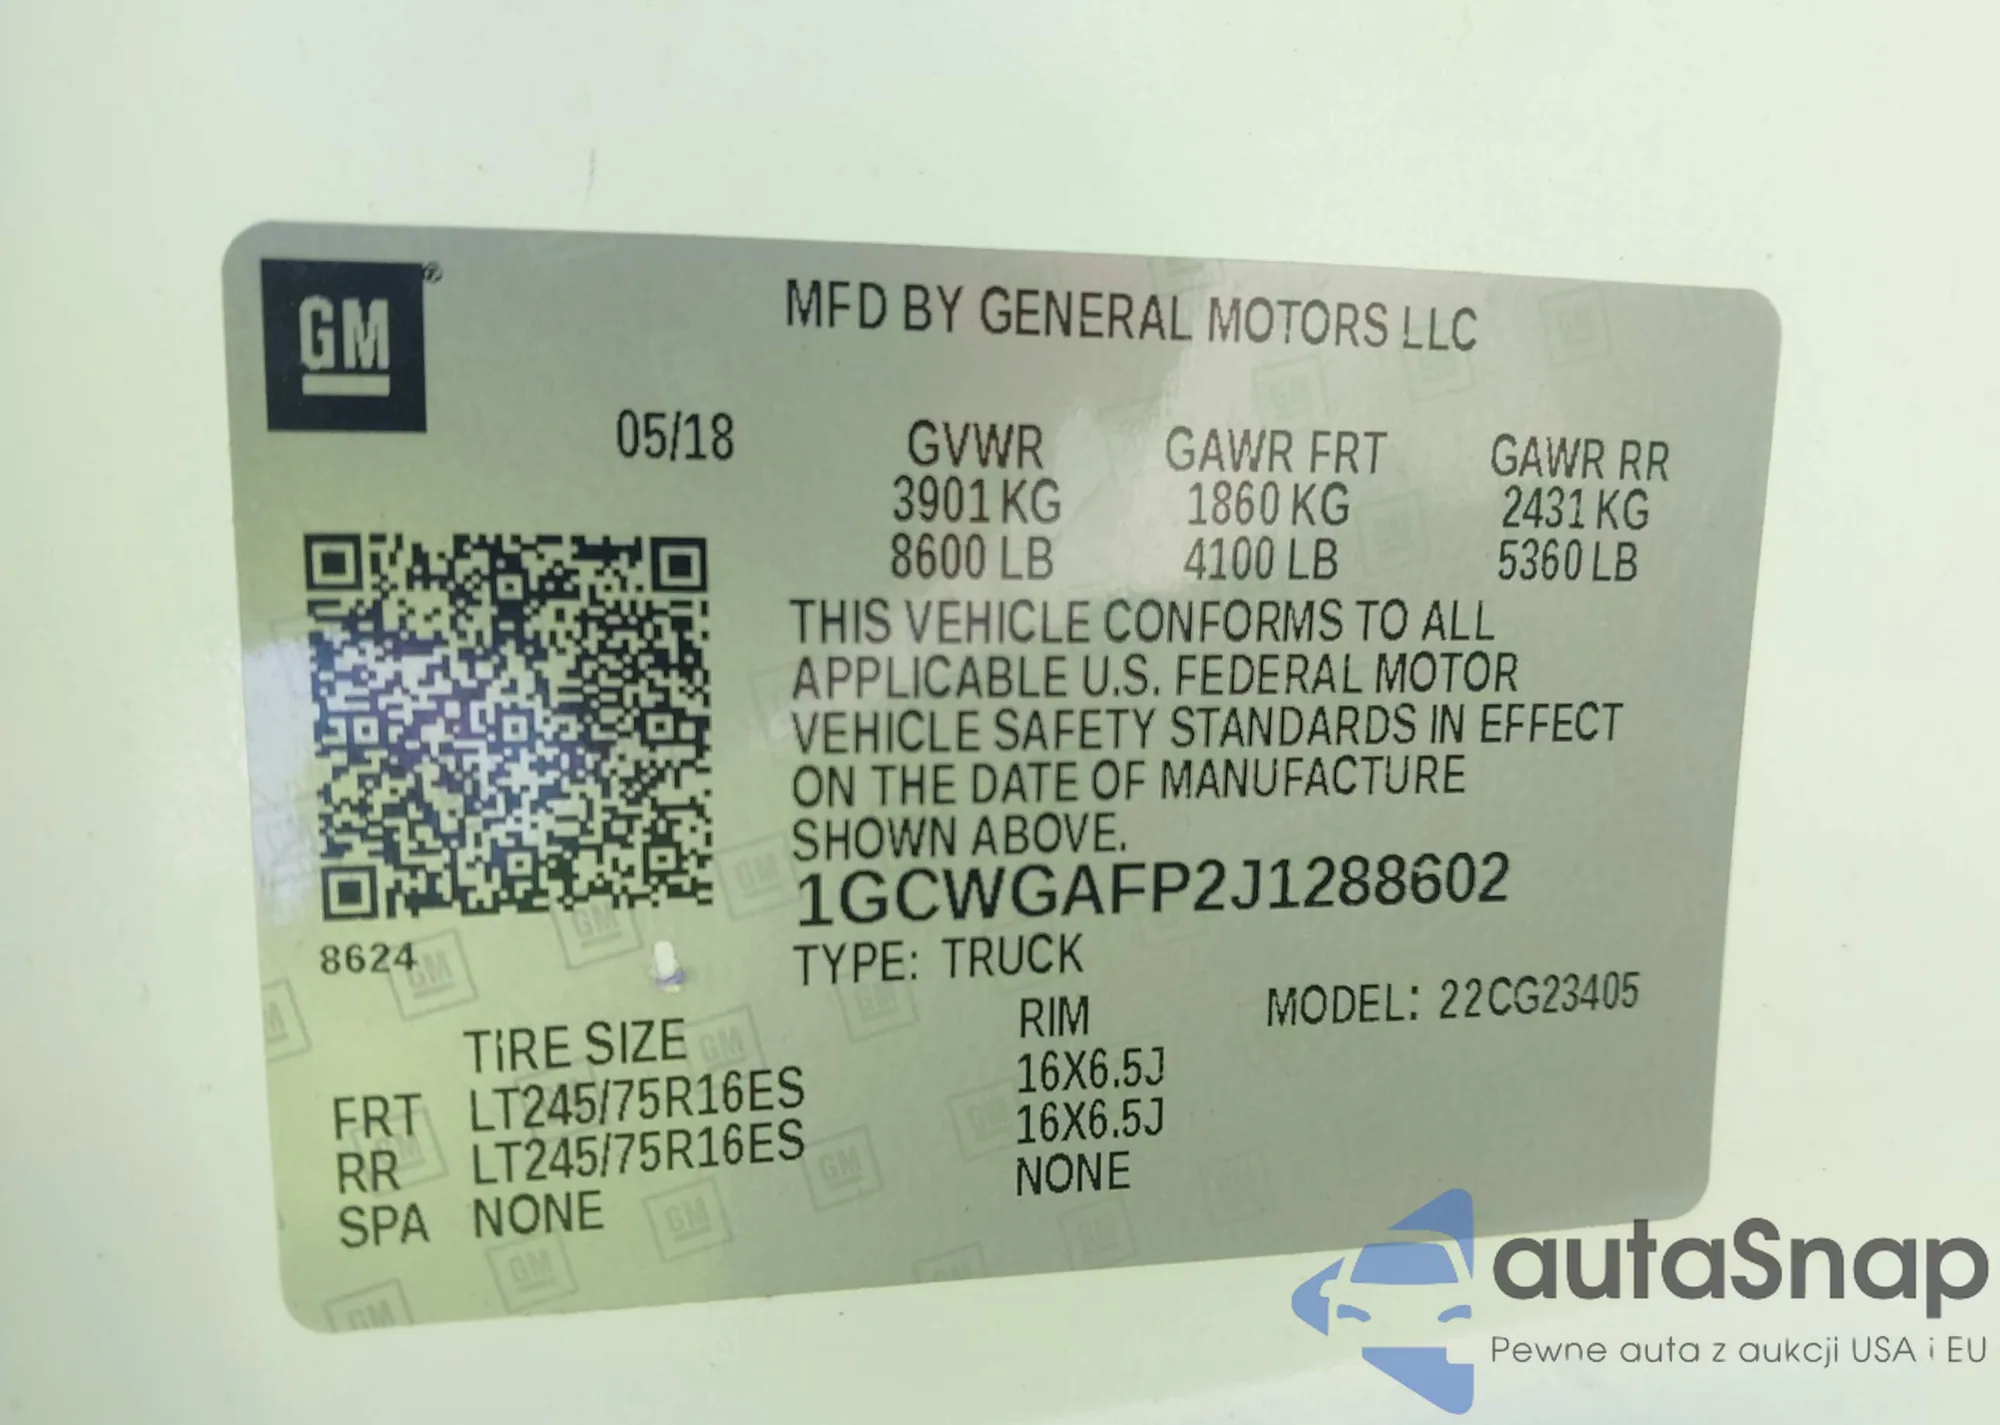 GM
MFD BY GENERAL MOTORS LLC
05/18
GVWR GAWR FRT GAWR RR
3901 KG 1860 KG 2431 KG
8600 LB 4100 LB 5360 LB
THIS VEHICLE CONFORMS TO ALL
APPLICABLE U.S. FEDERAL MOTOR
VEHICLE SAFETY STANDARDS IN EFFECT
ON THE DATE OF MANUFACTURE
SHOWN ABOVE.
1GCWGAFP2J1288602
8624
TYPE: TRUCK
MODEL: 22CG23405
TIRE SIZE RIM
FRT LT245/75R16ES 16X6.5J
RR LT245/75R16ES 16X6.5J
SPA NONE NONE
autaSnap
Pewne auta z aukcji USA i EU